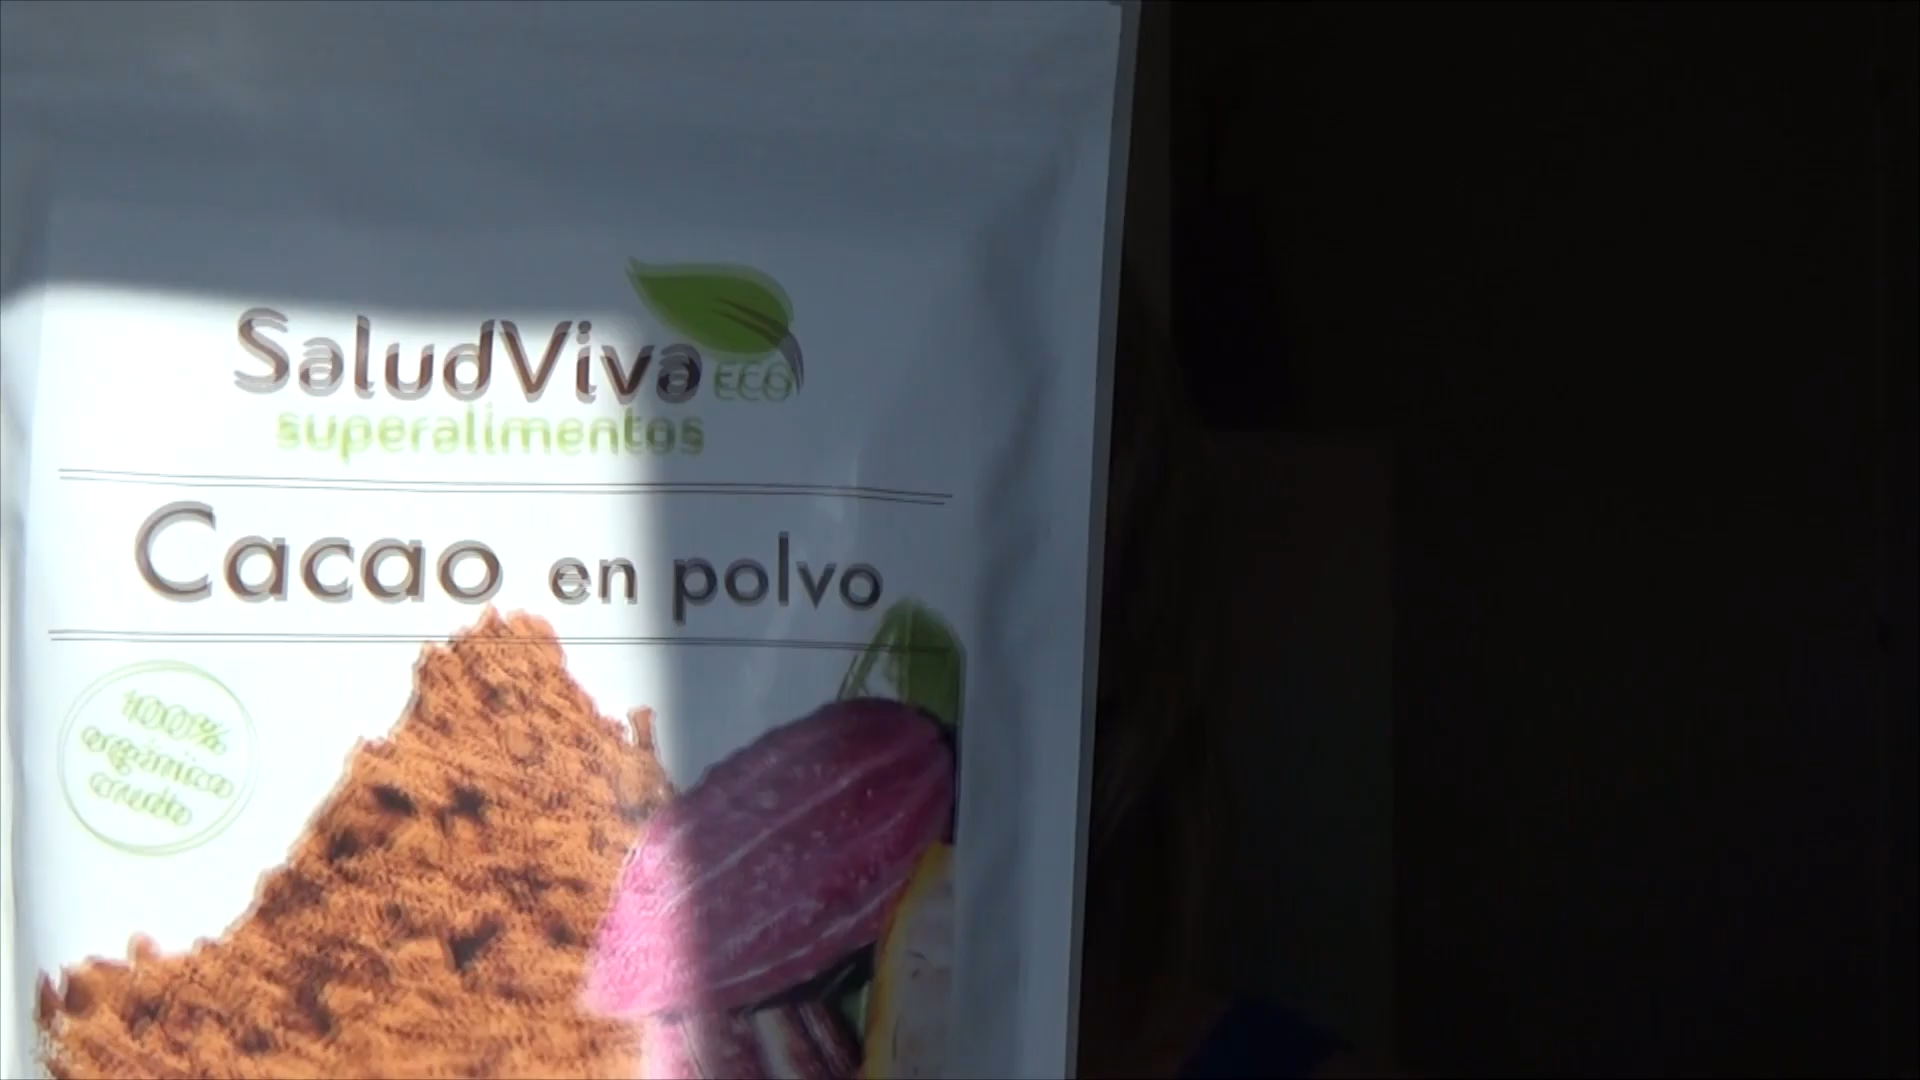 SaludViva
ECO
superalimentos
Cacao en polvo
100%
orgánico
crudo